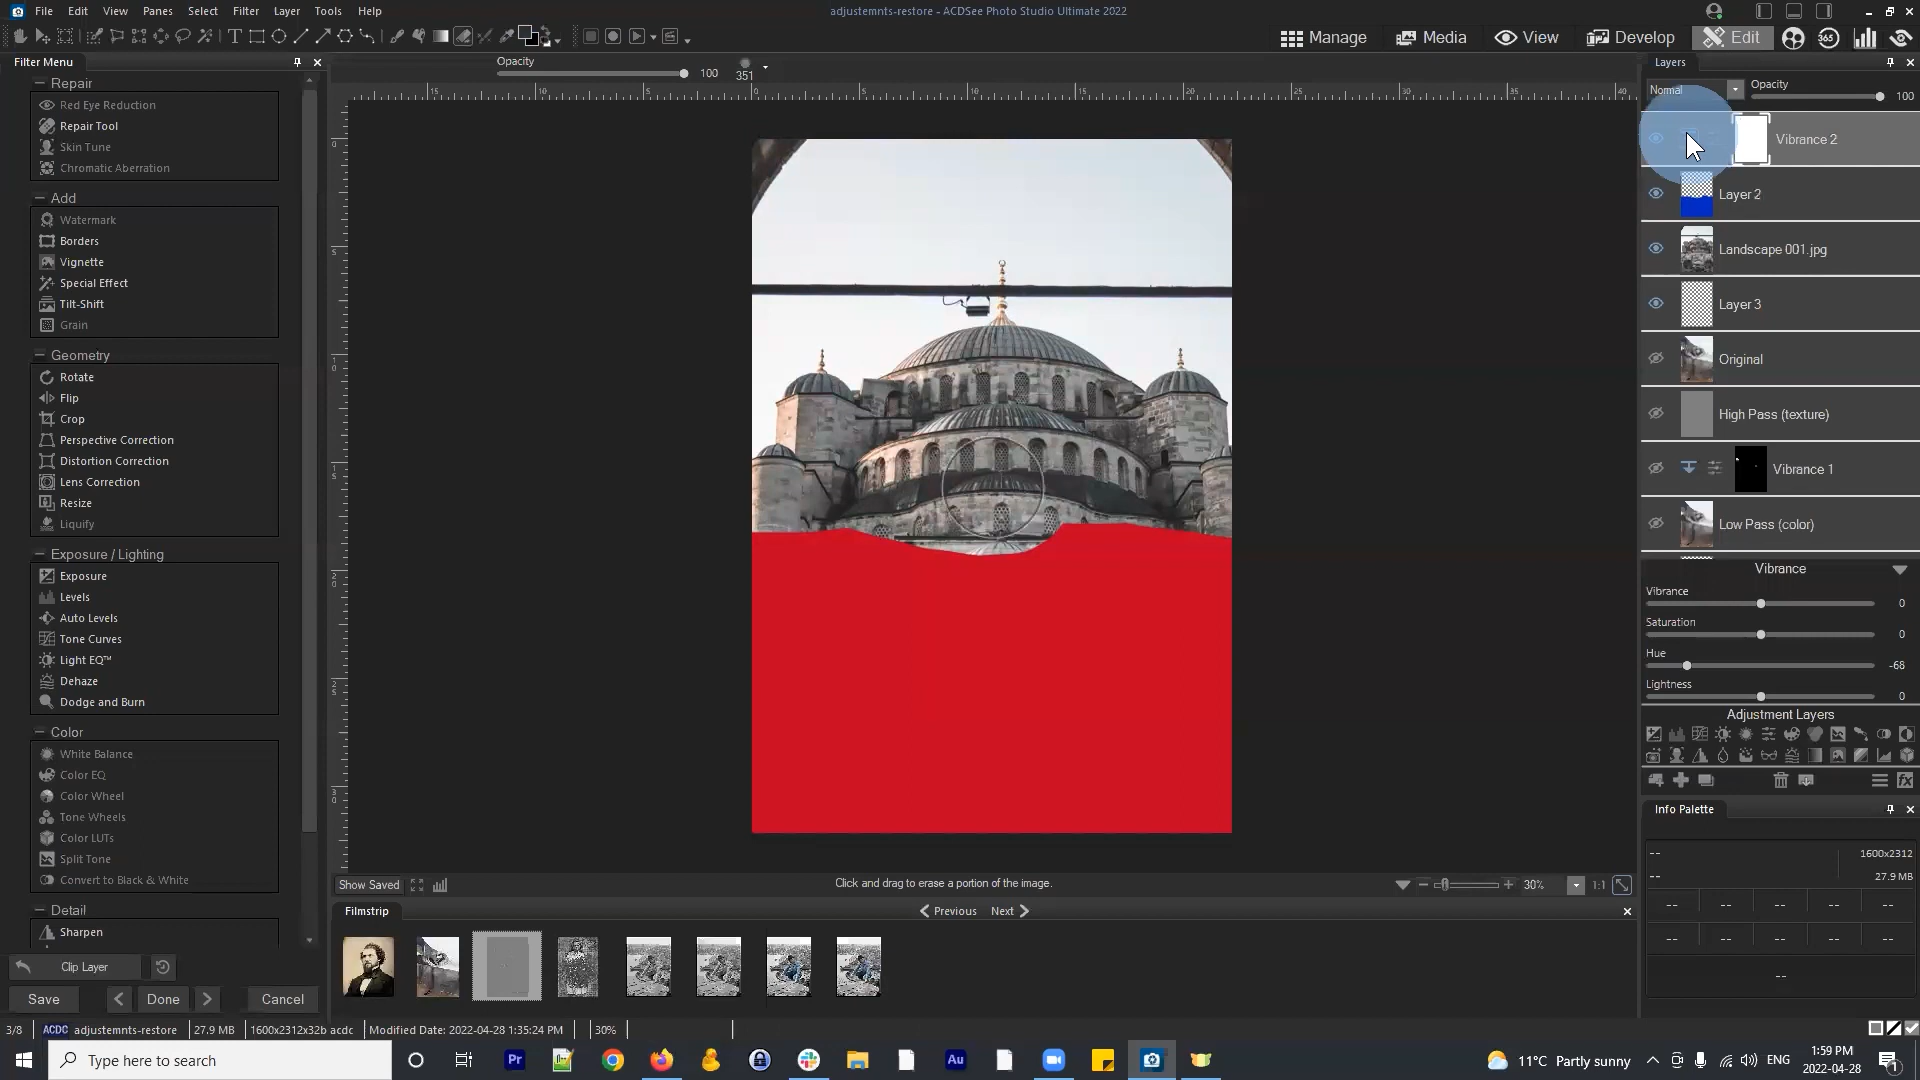 File Edit View Panes Select Filter Image Layer Tools Help
adjustemnts-restore - ACDSee Photo Studio Ultimate 2022
Manage Media View Develop Edit 365
Filter Menu
Repair
Red Eye Reduction
Repair Tool
Skin Tune
Chromatic Aberration
Add
Watermark
Borders
Vignette
Special Effect
Tilt-Shift
Grain
Geometry
Rotate
Flip
Crop
Perspective Correction
Distortion Correction
Lens Correction
Resize
Liquify
Exposure / Lighting
Exposure
Levels
Auto Levels
Tone Curves
Light EQ™
Dehaze
Dodge and Burn
Color
White Balance
Color EQ
Color Wheel
Tone Wheels
Color LUTs
Split Tone
Convert to Black & White
Detail
Sharpen
Clip Layer
Save Done Cancel
Opacity
100
351
Show Saved
Click and drag to erase a portion of the image.
30% 1:1
Filmstrip
Previous Next
Layers
Normal
Opacity
100
Vibrance 2
Layer 2
Landscape 001.jpg
Layer 3
Original
High Pass (texture)
Vibrance 1
Low Pass (color)
Vibrance
Vibrance
0
Saturation
0
Hue
-68
Lightness
0
Adjustment Layers
Info Palette
-- 1600x2312
-- 27.9 MB
-- -- -- -- --
-- -- -- -- --
--
3/8 ACDC adjustemnts-restore 27.9 MB 1600x2312x32b acdc Modified Date: 2022-04-28 1:35:24 PM 30%
Type here to search
Pr
Au
11°C Partly sunny
ENG
1:59 PM
2022-04-28
1